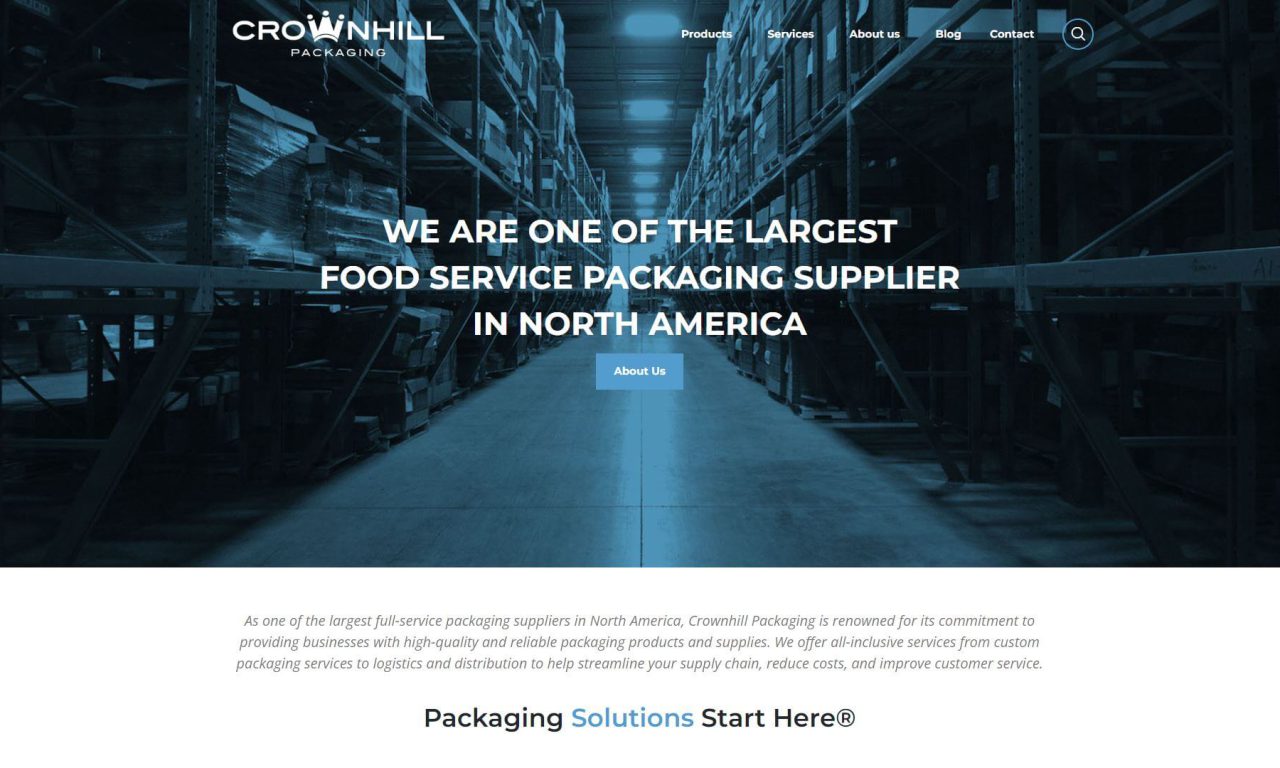 CROWNHILL
PACKAGING
Products Services About us Blog Contact
WE ARE ONE OF THE LARGEST
FOOD SERVICE PACKAGING SUPPLIER
IN NORTH AMERICA
About Us
As one of the largest full-service packaging suppliers in North America, Crownhill Packaging is renowned for its commitment to
providing businesses with high-quality and reliable packaging products and supplies. We offer all-inclusive services from custom
packaging services to logistics and distribution to help streamline your supply chain, reduce costs, and improve customer service.
Packaging Solutions Start Here®